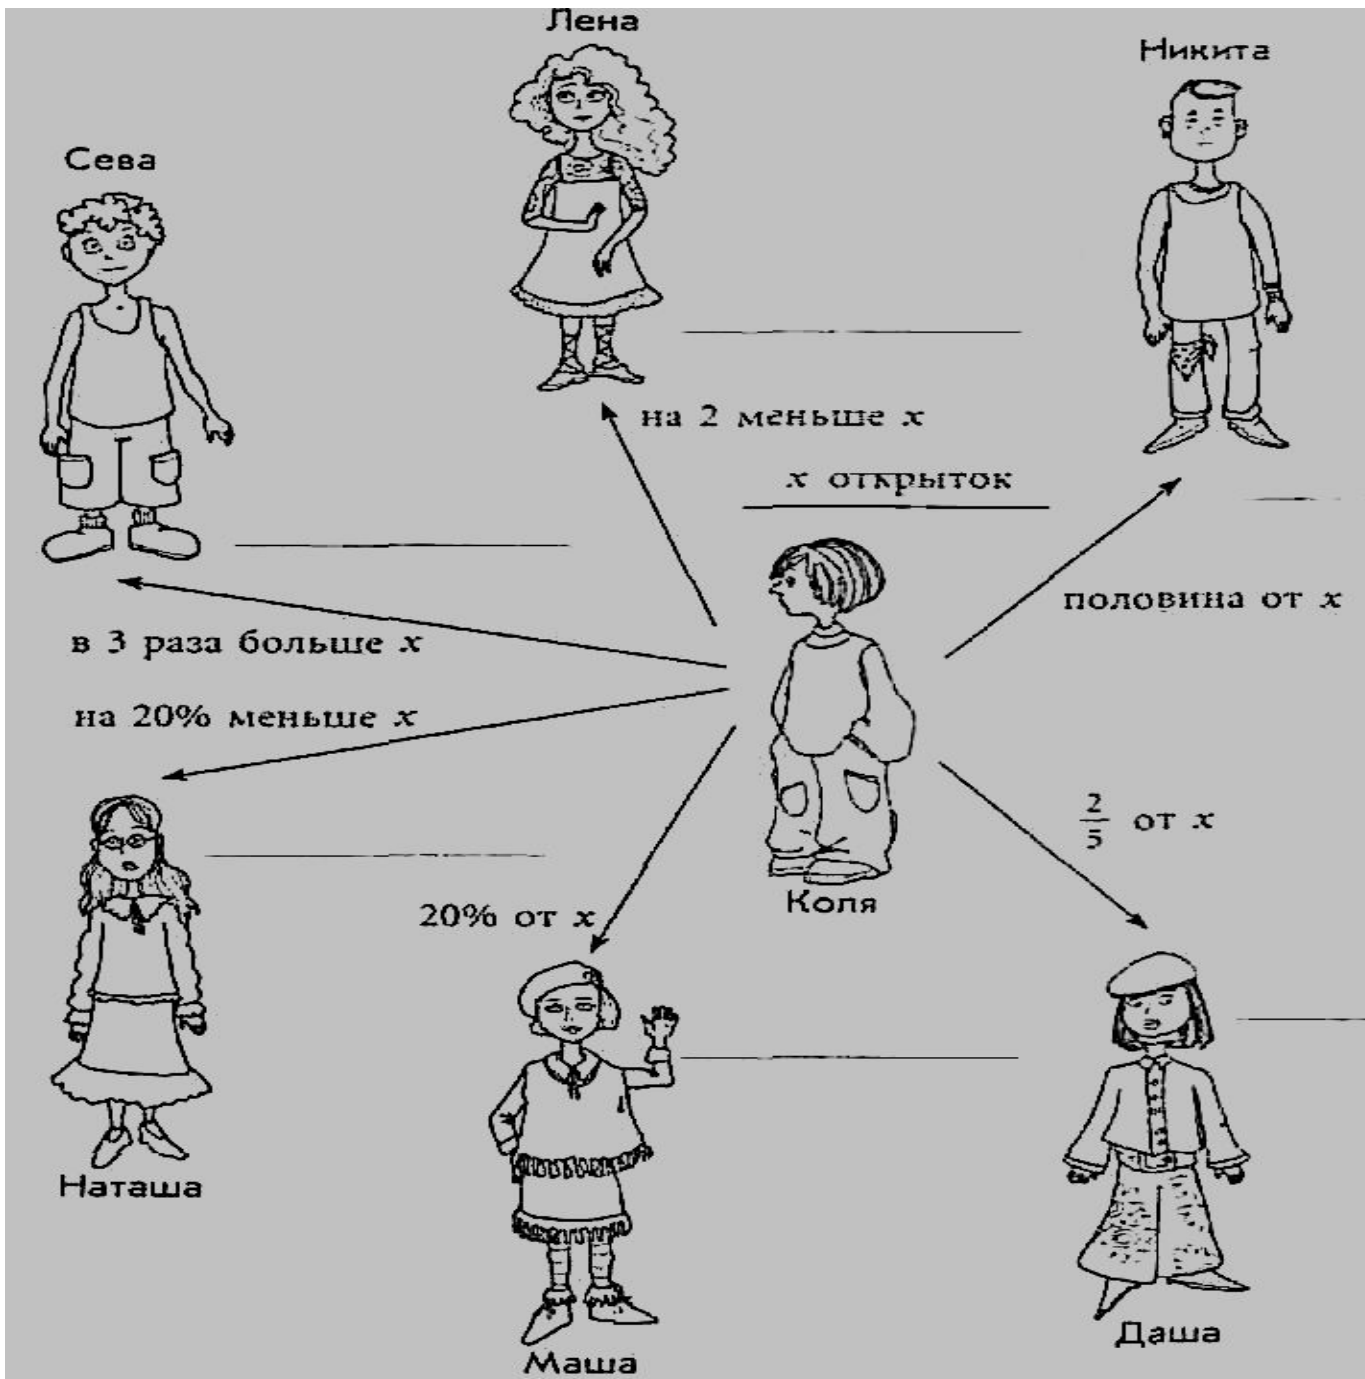 Лена
Никита
Сева
на 2 меньше x
x открыток
половина от x
в 3 раза больше x
на 20% меньше x
2/5 от x
Коля
20% от x
Наташа
Даша
Маша